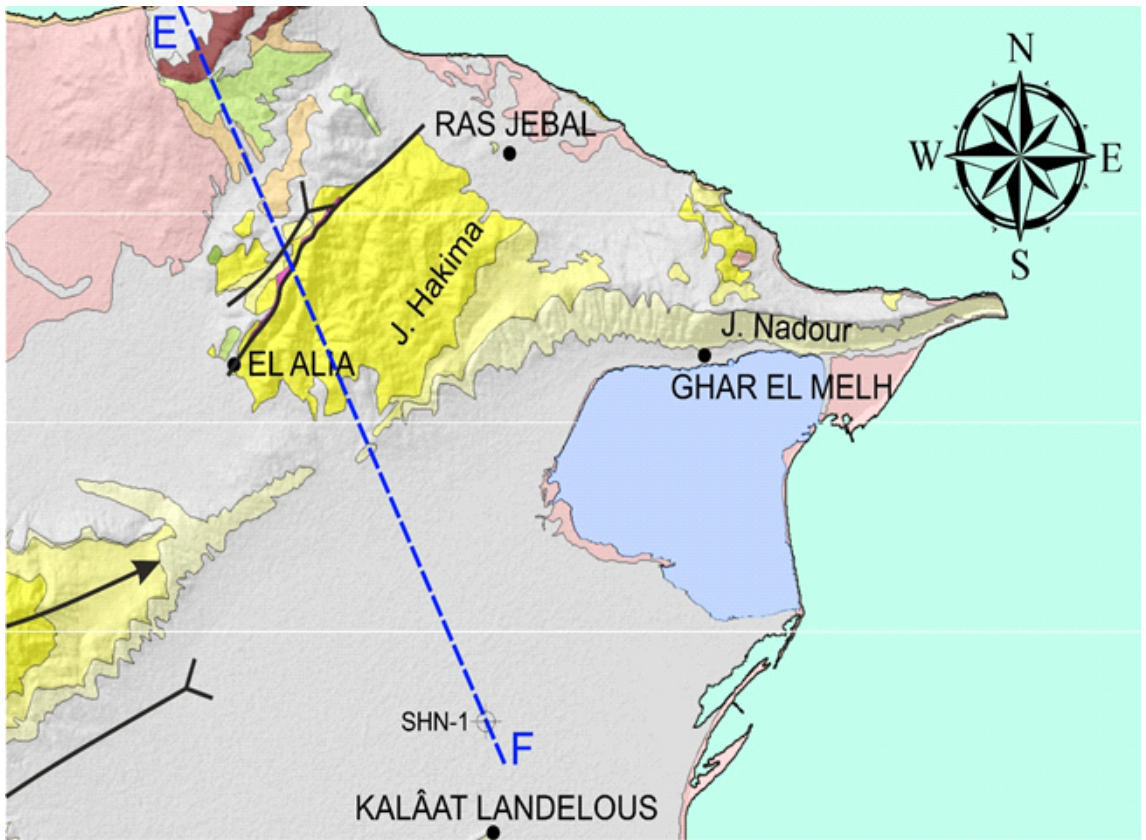 E
N
RAS JEBAL
W
E
S
J. Hakima
J. Nadour
EL ALIA
GHAR EL MELH
SHN-1
F
KALÂAT LANDELOUS